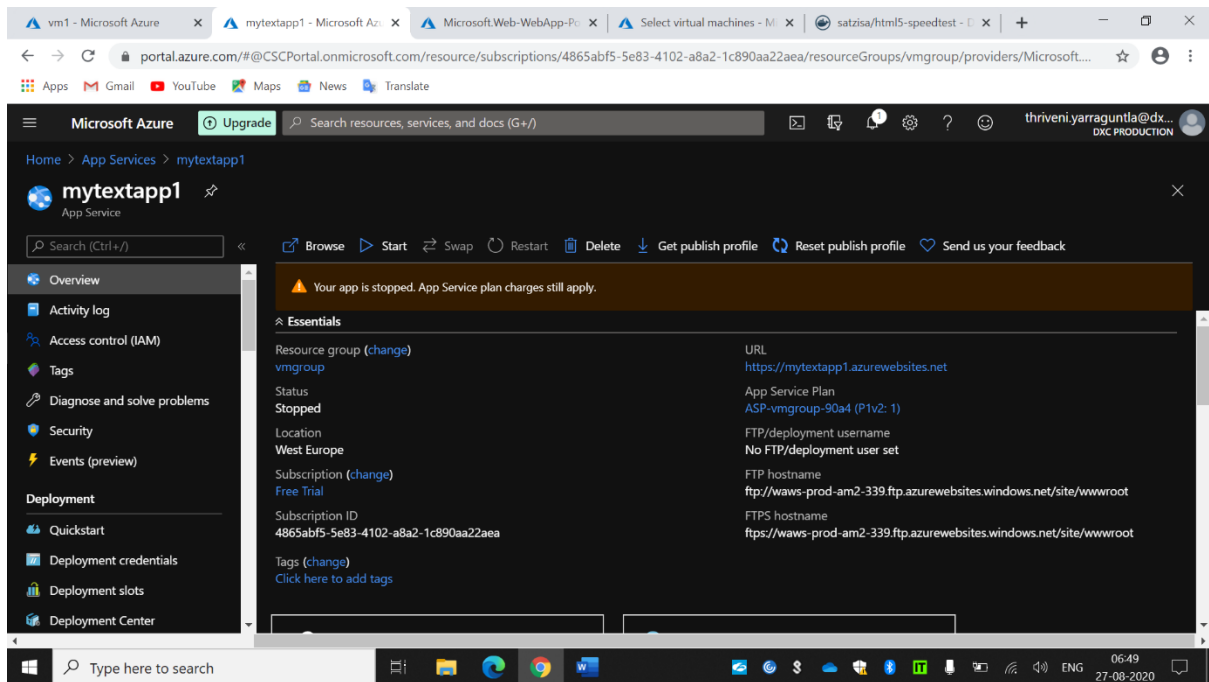 vm1 - Microsoft Azure
mytextapp1 - Microsoft Azu
Microsoft.Web-WebApp-Po
Select virtual machines - Mi
satzisa/html5-speedtest - D
portal.azure.com/#@CSCPortal.onmicrosoft.com/resource/subscriptions/4865abf5-5e83-4102-a8a2-1c890aa22aea/resourceGroups/vmgroup/providers/Microsoft....
Apps Gmail YouTube Maps News Translate
Microsoft Azure Upgrade Search resources, services, and docs (G+/) 1 thriveni.yarraguntla@dx...
DXC PRODUCTION
Home > App Services > mytextapp1
mytextapp1
App Service
Search (Ctrl+/)
Browse Start Swap Restart Delete Get publish profile Reset publish profile Send us your feedback
Overview
Activity log
Access control (IAM)
Tags
Diagnose and solve problems
Security
Events (preview)
Deployment
Quickstart
Deployment credentials
Deployment slots
Deployment Center
Your app is stopped. App Service plan charges still apply.
Essentials
Resource group (change)
vmgroup
Status
Stopped
Location
West Europe
Subscription (change)
Free Trial
Subscription ID
4865abf5-5e83-4102-a8a2-1c890aa22aea
Tags (change)
Click here to add tags
URL
https://mytextapp1.azurewebsites.net
App Service Plan
ASP-vmgroup-90a4 (P1v2: 1)
FTP/deployment username
No FTP/deployment user set
FTP hostname
ftp://waws-prod-am2-339.ftp.azurewebsites.windows.net/site/wwwroot
FTPS hostname
ftps://waws-prod-am2-339.ftp.azurewebsites.windows.net/site/wwwroot
Type here to search
ENG
06:49
27-08-2020